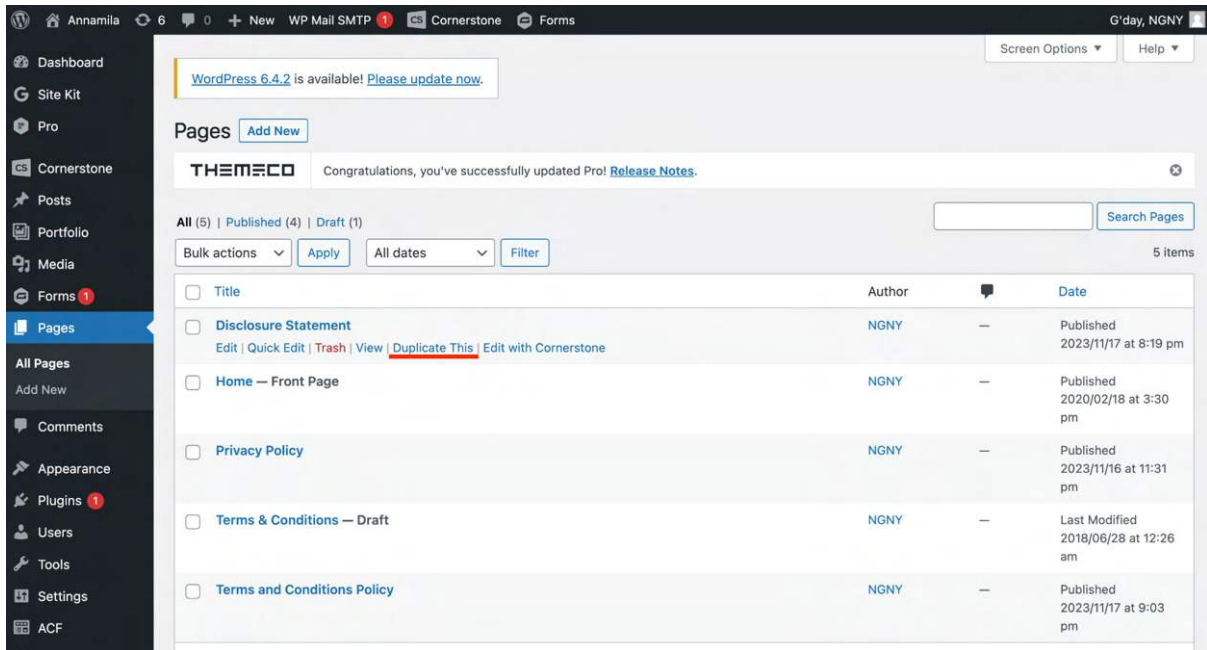 Annamila 6 0 + New WP Mail SMTP 1 CS Cornerstone Forms G'day, NGNY
Screen Options ▼ Help ▼
Dashboard
Site Kit
Pro
CS Cornerstone
Posts
Portfolio
Media
Forms 1
Pages
All Pages
Add New
Comments
Appearance
Plugins 1
Users
Tools
Settings
ACF
WordPress 6.4.2 is available! Please update now.
Pages Add New
THEMECO Congratulations, you've successfully updated Pro! Release Notes.
All (5) | Published (4) | Draft (1)
Search Pages
Bulk actions Apply All dates Filter 5 items
Title Author Date
Disclosure Statement NGNY — Published
Edit | Quick Edit | Trash | View | Duplicate This | Edit with Cornerstone 2023/11/17 at 8:19 pm
Home — Front Page NGNY — Published
2020/02/18 at 3:30
pm
Privacy Policy NGNY — Published
2023/11/16 at 11:31
pm
Terms & Conditions — Draft NGNY — Last Modified
2018/06/28 at 12:26
am
Terms and Conditions Policy NGNY — Published
2023/11/17 at 9:03
pm